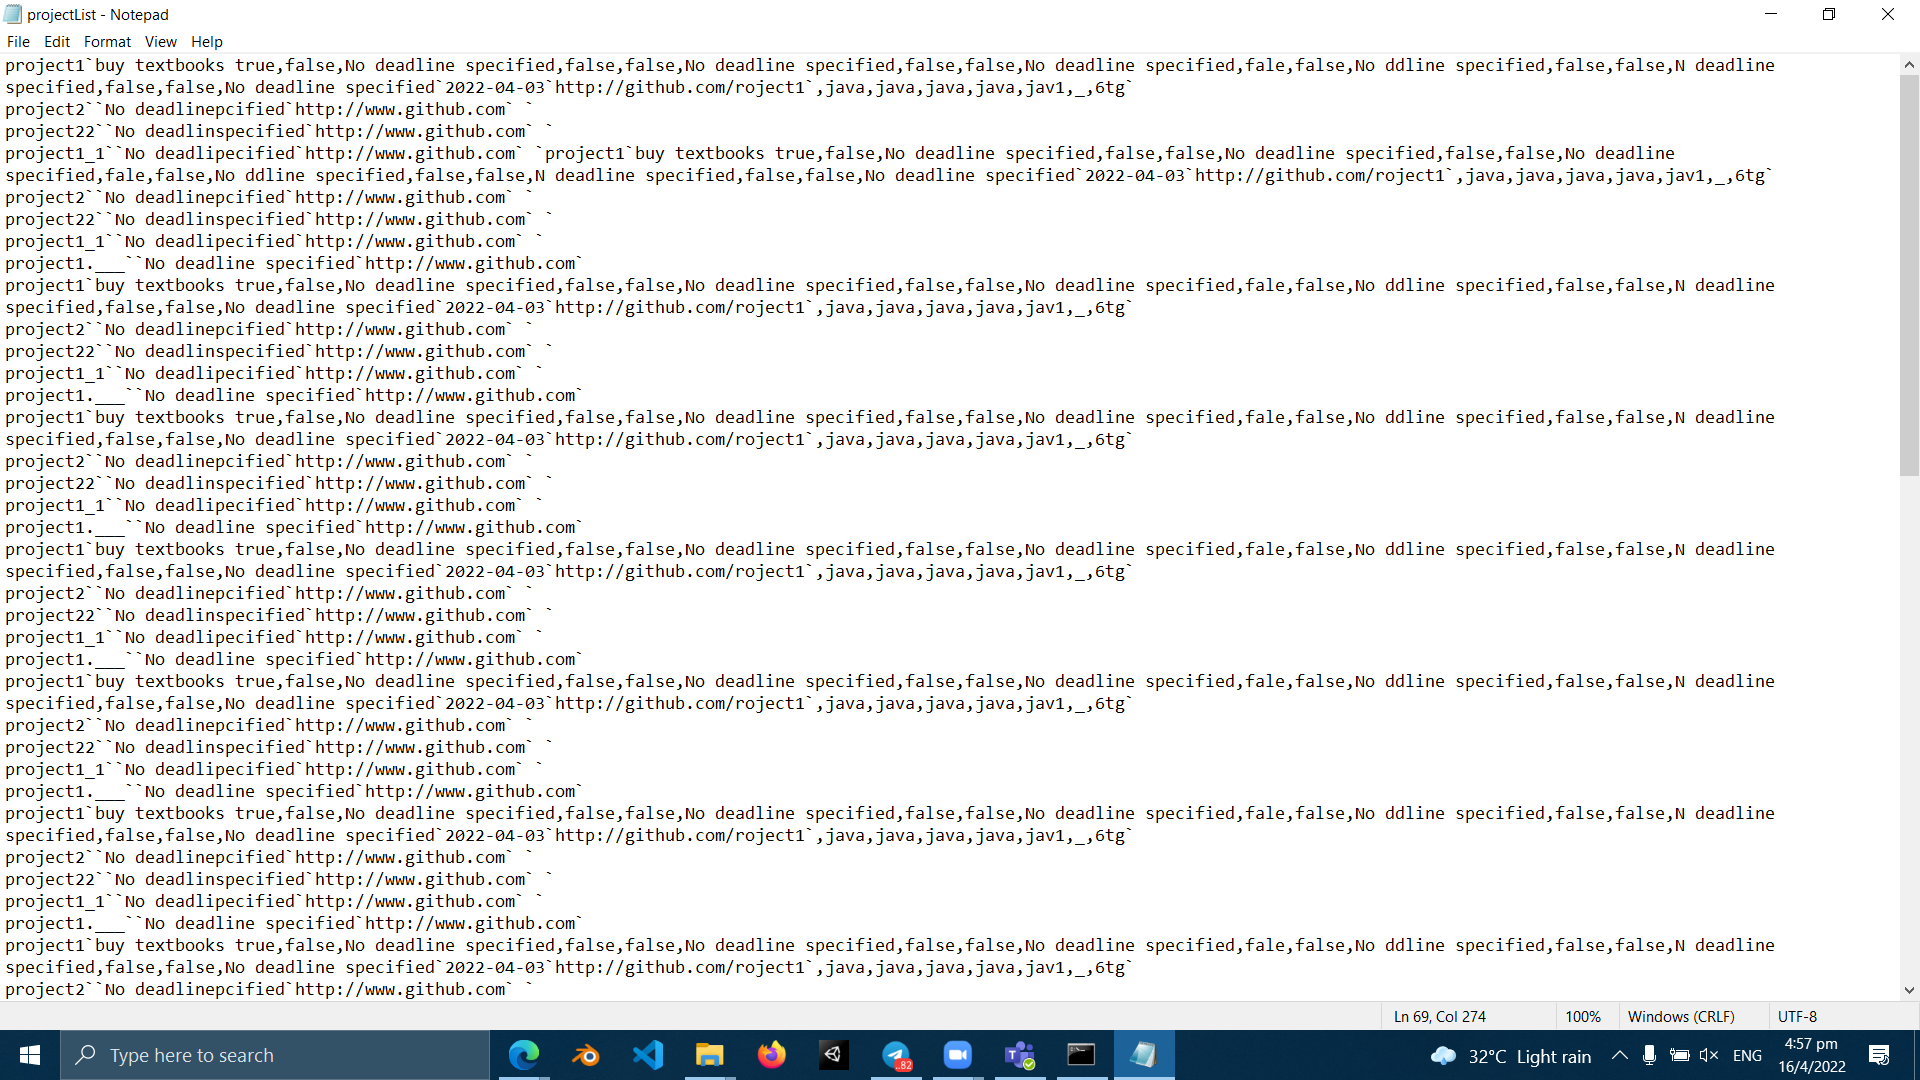 projectList - Notepad
File Edit Format View Help
project1`buy textbooks true,false,No deadline specified,false,false,No deadline specified,false,false,No deadline specified,fale,false,No ddline specified,false,false,N deadline
specified,false,false,No deadline specified`2022-04-03`http://github.com/roject1`,java,java,java,java,jav1,_,6tg`
project2``No deadlinepcified`http://www.github.com` `
project22``No deadlinspecified`http://www.github.com` `
project1_1``No deadlipecified`http://www.github.com` `project1`buy textbooks true,false,No deadline specified,false,false,No deadline specified,false,false,No deadline
specified,fale,false,No ddline specified,false,false,N deadline specified,false,false,No deadline specified`2022-04-03`http://github.com/roject1`,java,java,java,java,jav1,_,6tg`
project2``No deadlinepcified`http://www.github.com` `
project22``No deadlinspecified`http://www.github.com` `
project1_1``No deadlipecified`http://www.github.com` `
project1.___``No deadline specified`http://www.github.com`
project1`buy textbooks true,false,No deadline specified,false,false,No deadline specified,false,false,No deadline specified,fale,false,No ddline specified,false,false,N deadline
specified,false,false,No deadline specified`2022-04-03`http://github.com/roject1`,java,java,java,java,jav1,_,6tg`
project2``No deadlinepcified`http://www.github.com` `
project22``No deadlinspecified`http://www.github.com` `
project1_1``No deadlipecified`http://www.github.com` `
project1.___``No deadline specified`http://www.github.com`
project1`buy textbooks true,false,No deadline specified,false,false,No deadline specified,false,false,No deadline specified,fale,false,No ddline specified,false,false,N deadline
specified,false,false,No deadline specified`2022-04-03`http://github.com/roject1`,java,java,java,java,jav1,_,6tg`
project2``No deadlinepcified`http://www.github.com` `
project22``No deadlinspecified`http://www.github.com` `
project1_1``No deadlipecified`http://www.github.com` `
project1.___``No deadline specified`http://www.github.com`
project1`buy textbooks true,false,No deadline specified,false,false,No deadline specified,false,false,No deadline specified,fale,false,No ddline specified,false,false,N deadline
specified,false,false,No deadline specified`2022-04-03`http://github.com/roject1`,java,java,java,java,jav1,_,6tg`
project2``No deadlinepcified`http://www.github.com` `
project22``No deadlinspecified`http://www.github.com` `
project1_1``No deadlipecified`http://www.github.com` `
project1.___``No deadline specified`http://www.github.com`
project1`buy textbooks true,false,No deadline specified,false,false,No deadline specified,false,false,No deadline specified,fale,false,No ddline specified,false,false,N deadline
specified,false,false,No deadline specified`2022-04-03`http://github.com/roject1`,java,java,java,java,jav1,_,6tg`
project2``No deadlinepcified`http://www.github.com` `
project22``No deadlinspecified`http://www.github.com` `
project1_1``No deadlipecified`http://www.github.com` `
project1.___``No deadline specified`http://www.github.com`
project1`buy textbooks true,false,No deadline specified,false,false,No deadline specified,false,false,No deadline specified,fale,false,No ddline specified,false,false,N deadline
specified,false,false,No deadline specified`2022-04-03`http://github.com/roject1`,java,java,java,java,jav1,_,6tg`
project2``No deadlinepcified`http://www.github.com` `
project22``No deadlinspecified`http://www.github.com` `
project1_1``No deadlipecified`http://www.github.com` `
project1.___``No deadline specified`http://www.github.com`
project1`buy textbooks true,false,No deadline specified,false,false,No deadline specified,false,false,No deadline specified,fale,false,No ddline specified,false,false,N deadline
specified,false,false,No deadline specified`2022-04-03`http://github.com/roject1`,java,java,java,java,jav1,_,6tg`
project2``No deadlinepcified`http://www.github.com` `
Ln 69, Col 274 100% Windows (CRLF) UTF-8
Type here to search ..82 32°C Light rain ENG 4:57 pm
16/4/2022